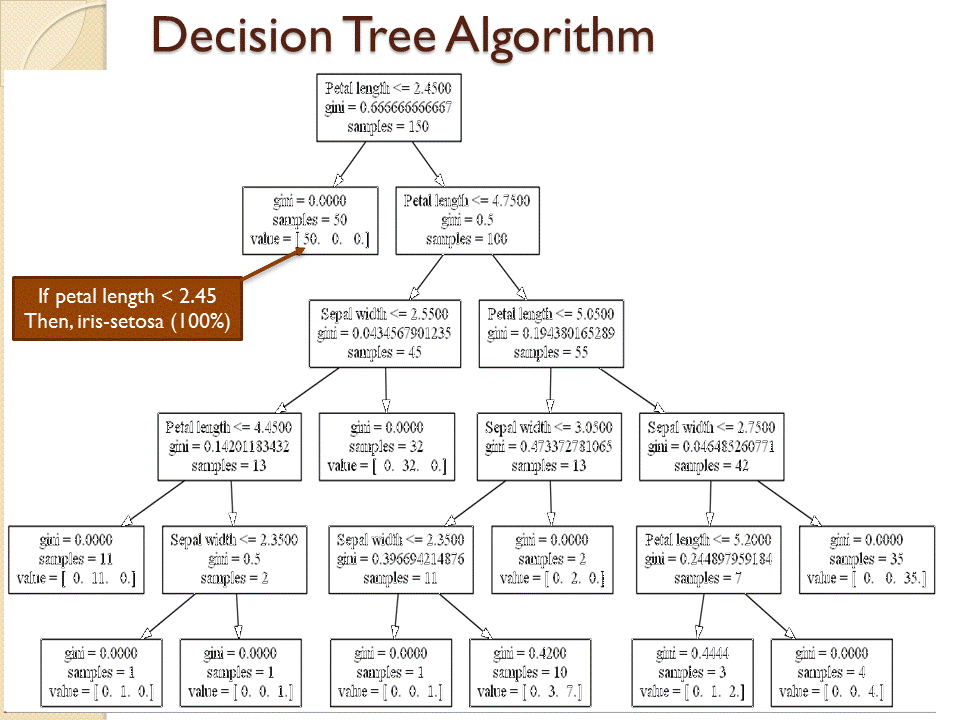 Decision Tree Algorithm
Petal length <= 2.4500
gini = 0.666666666667
samples = 150
gini = 0.0000
samples = 50
value = [ 50. 0. 0.]
Petal length <= 4.7500
gini = 0.5
samples = 100
If petal length < 2.45
Then, iris-setosa (100%)
Sepal width <= 2.5500
gini = 0.0434567901235
samples = 45
Petal length <= 5.0500
gini = 0.194380165289
samples = 55
Petal length <= 4.4500
gini = 0.14201183432
samples = 13
gini = 0.0000
samples = 32
value = [ 0. 32. 0.]
Sepal width <= 3.0500
gini = 0.473372781065
samples = 13
Sepal width <= 2.7500
gini = 0.046485260771
samples = 42
gini = 0.0000
samples = 11
value = [ 0. 11. 0.]
Sepal width <= 2.3500
gini = 0.5
samples = 2
Sepal width <= 2.3500
gini = 0.396694214876
samples = 11
gini = 0.0000
samples = 2
value = [ 0. 2. 0.]
Petal length <= 5.2000
gini = 0.244897959184
samples = 7
gini = 0.0000
samples = 35
value = [ 0. 0. 35.]
gini = 0.0000
samples = 1
value = [ 0. 1. 0.]
gini = 0.0000
samples = 1
value = [ 0. 0. 1.]
gini = 0.0000
samples = 1
value = [ 0. 0. 1.]
gini = 0.4200
samples = 10
value = [ 0. 3. 7.]
gini = 0.4444
samples = 3
value = [ 0. 1. 2.]
gini = 0.0000
samples = 4
value = [ 0. 0. 4.]